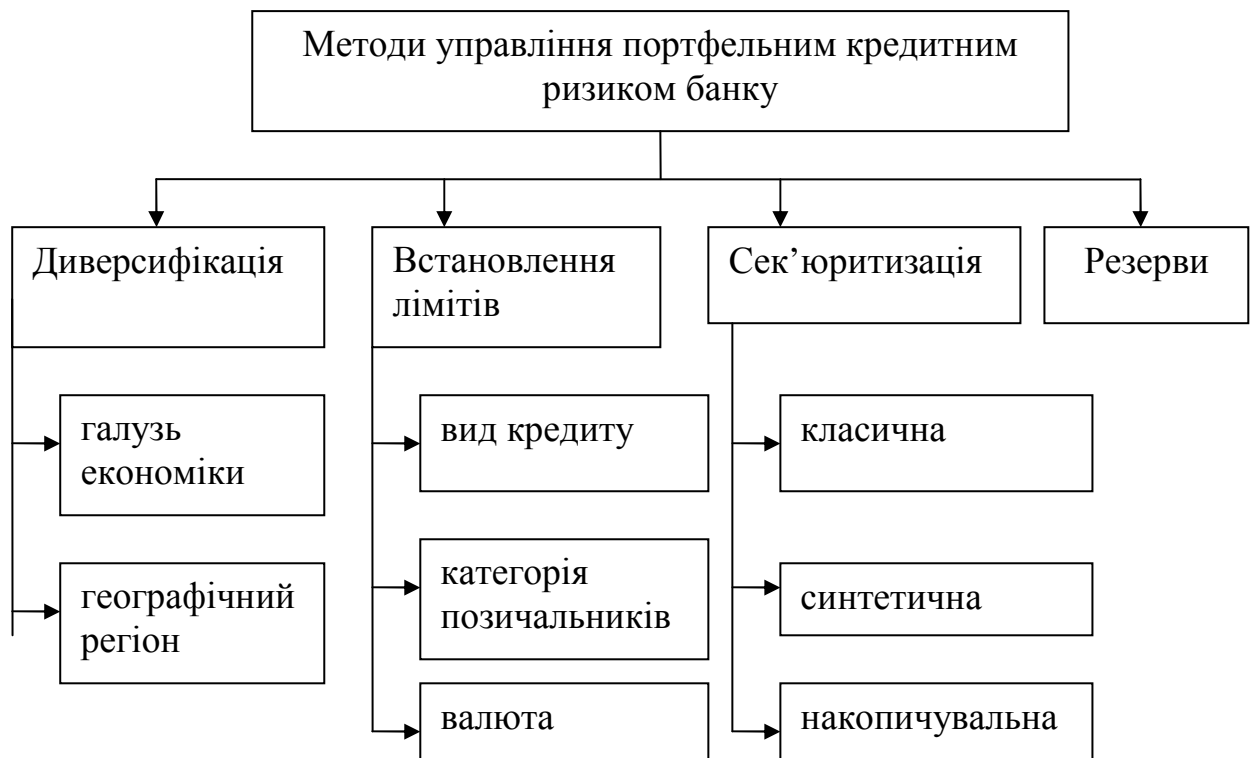 Методи управління портфельним кредитним
ризиком банку
Диверсифікація
Встановлення
лімітів
Сек’юритизація
Резерви
галузь
економіки
вид кредиту
класична
географічний
регіон
категорія
позичальників
синтетична
валюта
накопичувальна